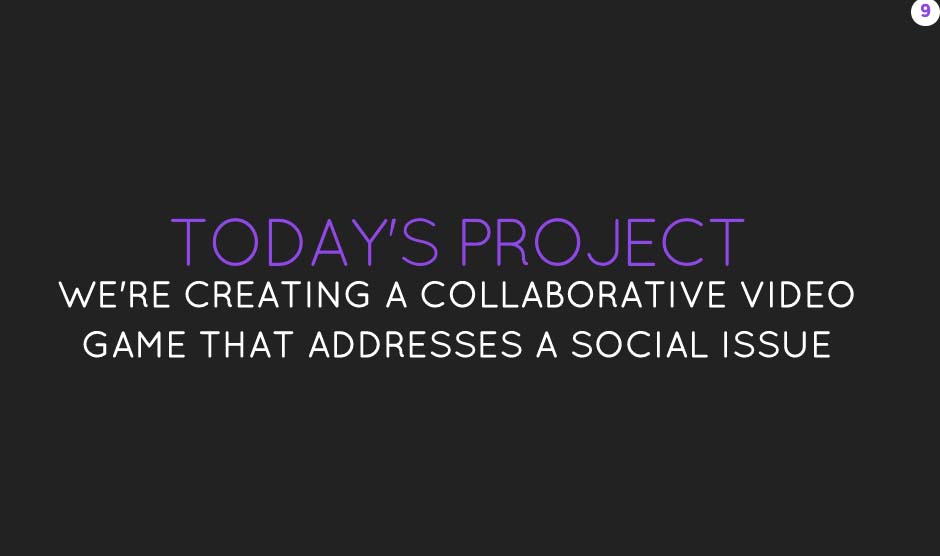 9
TODAY'S PROJECT
WE'RE CREATING A COLLABORATIVE VIDEO
GAME THAT ADDRESSES A SOCIAL ISSUE